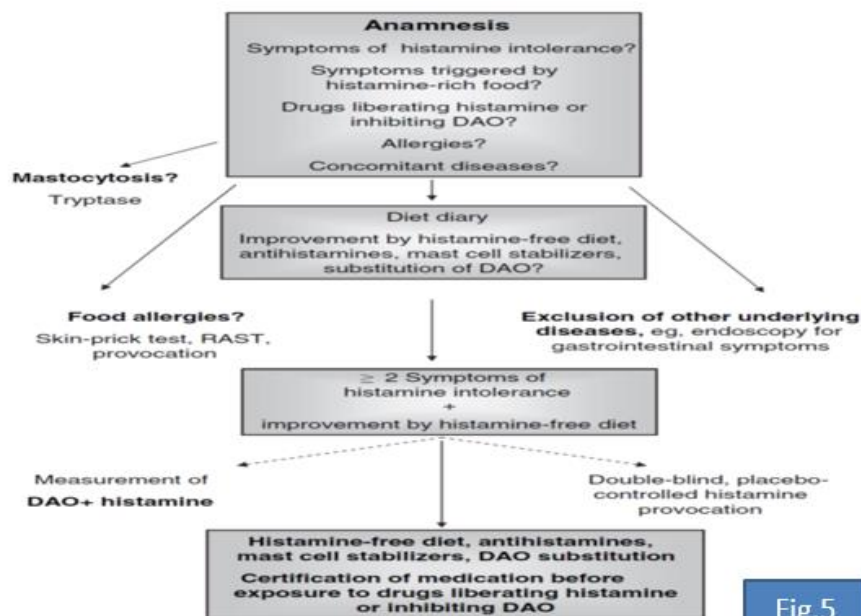 Anamnesis
Symptoms of histamine intolerance?
Symptoms triggered by
histamine-rich food?
Drugs liberating histamine or
inhibiting DAO?
Allergies?
Concomitant diseases?
Mastocytosis?
Tryptase
Diet diary
Improvement by histamine-free diet,
antihistamines, mast cell stabilizers,
substitution of DAO?
Food allergies?
Skin-prick test, RAST,
provocation
Exclusion of other underlying
diseases, eg, endoscopy for
gastrointestinal symptoms
≥ 2 Symptoms of
histamine intolerance
+
improvement by histamine-free diet
Measurement of
DAO+ histamine
Double-blind, placebo-
controlled histamine
provocation
Histamine-free diet, antihistamines,
mast cell stabilizers, DAO substitution
Certification of medication before
exposure to drugs liberating histamine
or inhibiting DAO
Fig 5